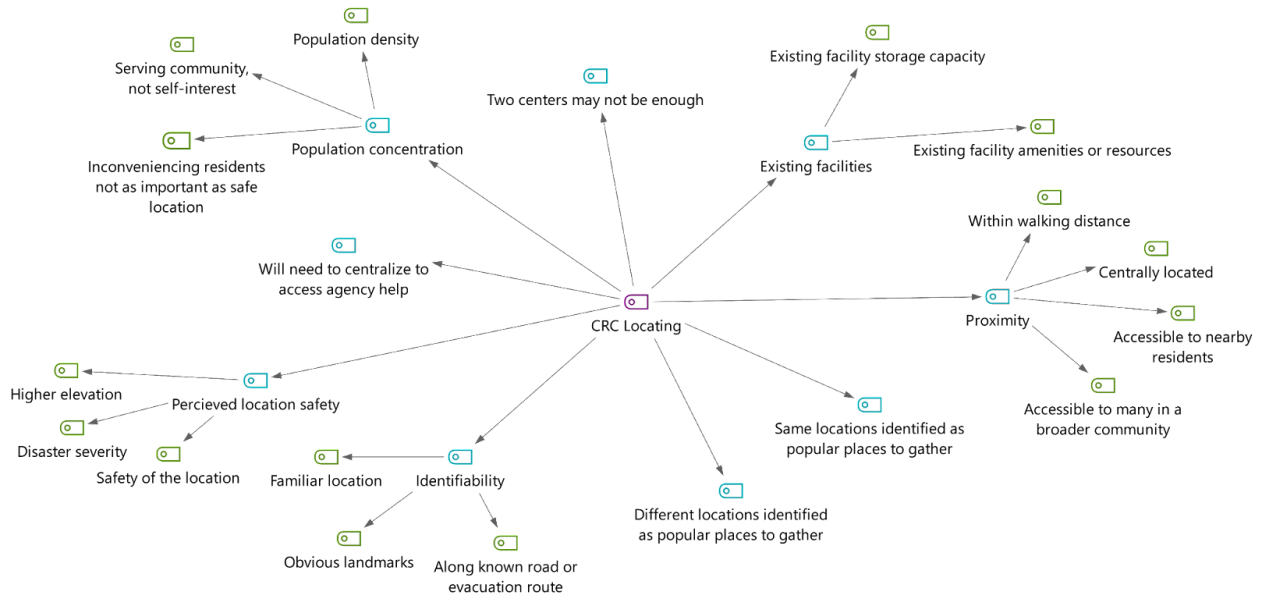 Population density
Serving community,
not self-interest
Existing facility storage capacity
Two centers may not be enough
Population concentration
Inconveniencing residents
not as important as safe
location
Existing facilities
Existing facility amenities or resources
Within walking distance
Will need to centralize to
access agency help
Centrally located
CRC Locating
Proximity
Accessible to nearby
residents
Higher elevation
Percieved location safety
Accessible to many in a
broader community
Same locations identified as
popular places to gather
Disaster severity
Safety of the location
Familiar location
Identifiability
Different locations identified
as popular places to gather
Obvious landmarks
Along known road or
evacuation route